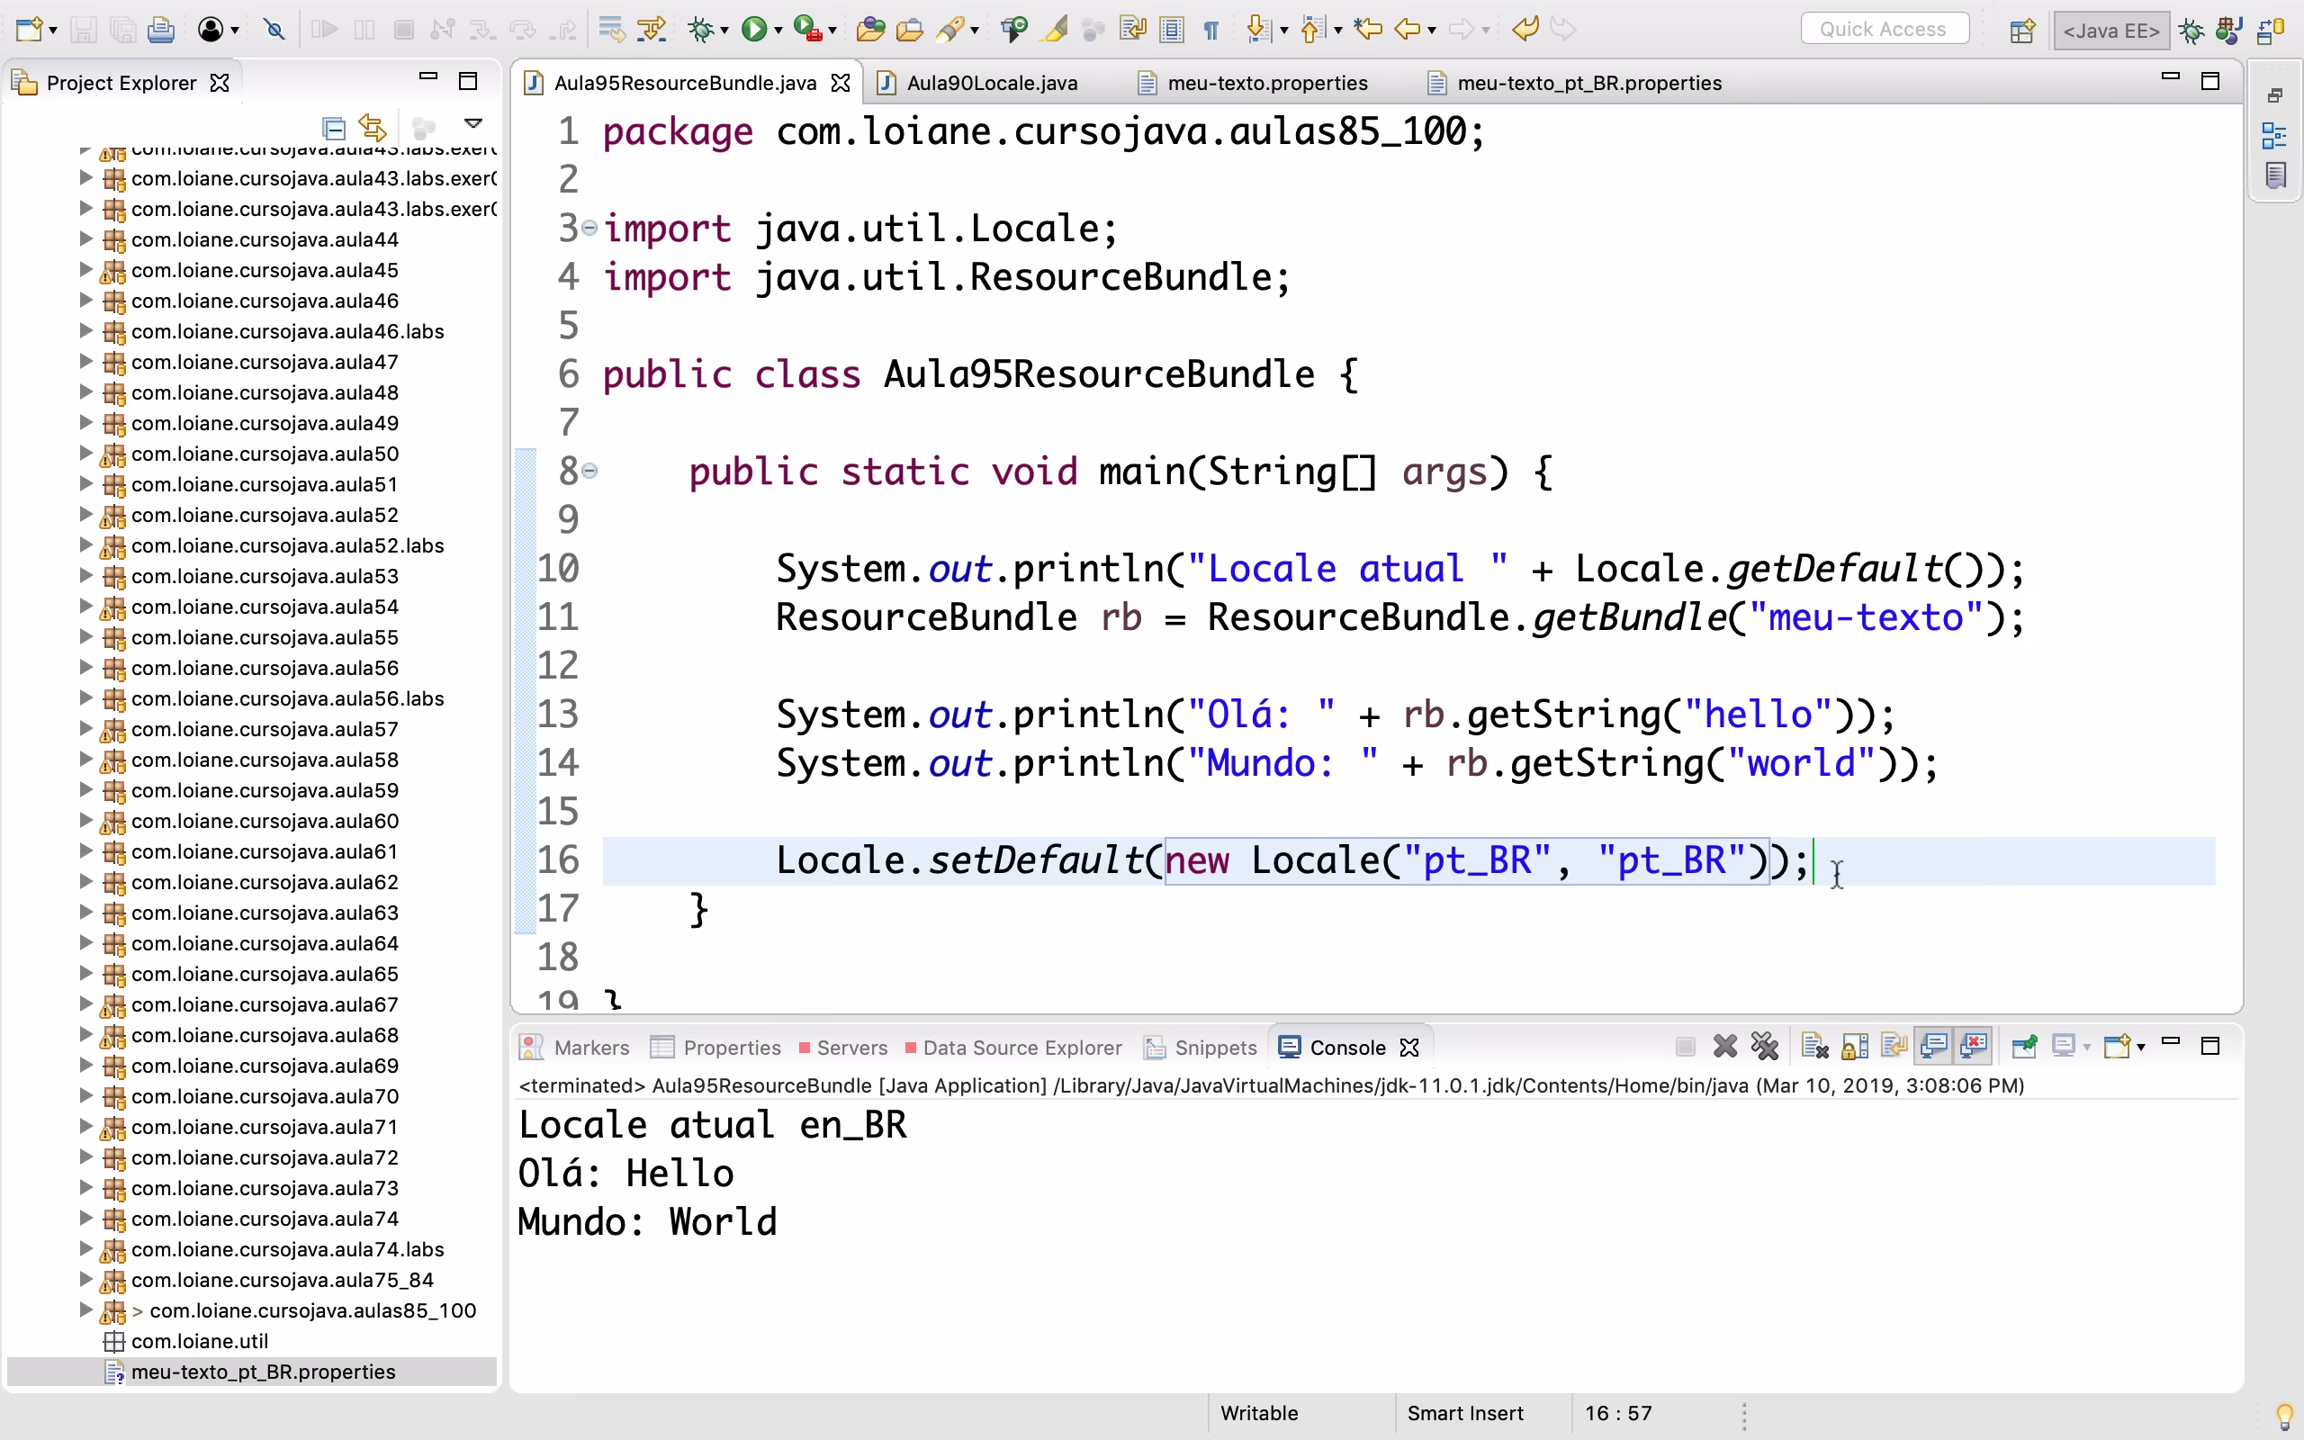 Quick Access
<Java EE>
Project Explorer
Aula95ResourceBundle.java
Aula90Locale.java
meu-texto.properties
meu-texto_pt_BR.properties
com.loiane.cursojava.aula43.labs.exer
com.loiane.cursojava.aula43.labs.exer
com.loiane.cursojava.aula43.labs.exer
com.loiane.cursojava.aula44
com.loiane.cursojava.aula45
com.loiane.cursojava.aula46
com.loiane.cursojava.aula46.labs
com.loiane.cursojava.aula47
com.loiane.cursojava.aula48
com.loiane.cursojava.aula49
com.loiane.cursojava.aula50
com.loiane.cursojava.aula51
com.loiane.cursojava.aula52
com.loiane.cursojava.aula52.labs
com.loiane.cursojava.aula53
com.loiane.cursojava.aula54
com.loiane.cursojava.aula55
com.loiane.cursojava.aula56
com.loiane.cursojava.aula56.labs
com.loiane.cursojava.aula57
com.loiane.cursojava.aula58
com.loiane.cursojava.aula59
com.loiane.cursojava.aula60
com.loiane.cursojava.aula61
com.loiane.cursojava.aula62
com.loiane.cursojava.aula63
com.loiane.cursojava.aula64
com.loiane.cursojava.aula65
com.loiane.cursojava.aula67
com.loiane.cursojava.aula68
com.loiane.cursojava.aula69
com.loiane.cursojava.aula70
com.loiane.cursojava.aula71
com.loiane.cursojava.aula72
com.loiane.cursojava.aula73
com.loiane.cursojava.aula74
com.loiane.cursojava.aula74.labs
com.loiane.cursojava.aula75_84
> com.loiane.cursojava.aulas85_100
com.loiane.util
meu-texto_pt_BR.properties
1 package com.loiane.cursojava.aulas85_100;
2
3 import java.util.Locale;
4 import java.util.ResourceBundle;
5
6 public class Aula95ResourceBundle {
7
8 public static void main(String[] args) {
9
10 System.out.println("Locale atual " + Locale.getDefault());
11 ResourceBundle rb = ResourceBundle.getBundle("meu-texto");
12
13 System.out.println("Olá: " + rb.getString("hello"));
14 System.out.println("Mundo: " + rb.getString("world"));
15
16 Locale.setDefault(new Locale("pt_BR", "pt_BR"));
17 }
18
19 }
Markers
Properties
Servers
Data Source Explorer
Snippets
Console
<terminated> Aula95ResourceBundle [Java Application] /Library/Java/JavaVirtualMachines/jdk-11.0.1.jdk/Contents/Home/bin/java (Mar 10, 2019, 3:08:06 PM)
Locale atual en_BR
Olá: Hello
Mundo: World
Writable
Smart Insert
16 : 57